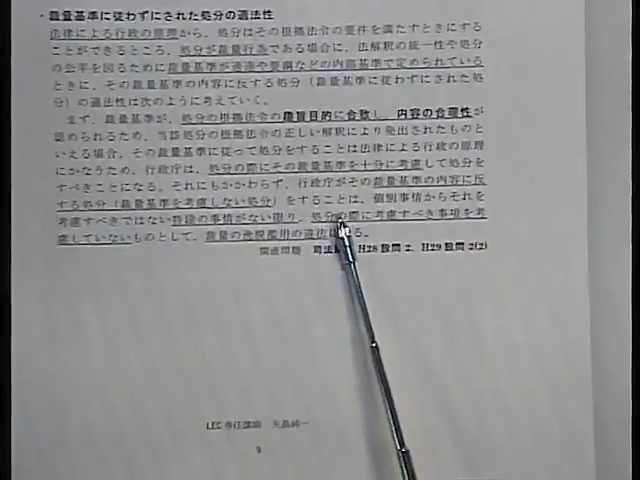 ・裁量基準に従わずにされた処分の適法性
法律による行政の原理から、処分はその根拠法令の要件を満たすときにする
ことができるところ、処分が裁量行為である場合に、法解釈の統一性や処分
の公平を図るために裁量基準が通達や要綱などの内部基準で定められている
ときに、その裁量基準の内容に反する処分（裁量基準に従わずにされた処
分）の適法性は次のように考えていく。
まず、裁量基準が、処分の根拠法令の趣旨目的に合致し、内容の合理性が
認められるため、当該処分の根拠法令の正しい解釈により発出されたものと
いえる場合、その裁量基準に従って処分をすることは法律による行政の原理
にかなうため、行政庁は、処分の際にその裁量基準を十分に考慮して処分を
すべきことになる。それにもかかわらず、行政庁がその裁量基準の内容に反
する処分（裁量基準を考慮しない処分）をすることは、個別事情からそれを
考慮すべきではない特段の事情がない限り、処分の際に考慮すべき事項を考
慮していないものとして、裁量の逸脱濫用の違法になる。
関連問題 司法 H28設問2、H29設問2(2)
LEC専任講師 矢島純一
9